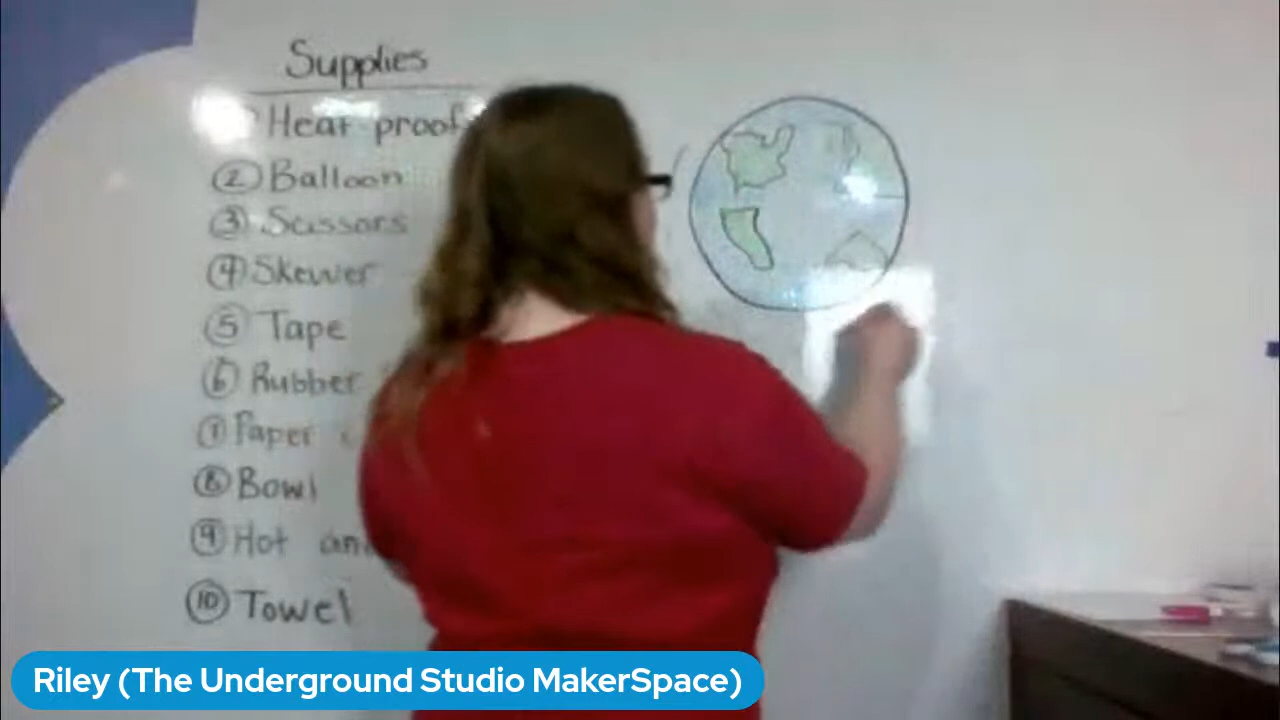 Supplies
Heat proof
② Balloon
③ Scissors
④ Skewer
⑤ Tape
⑥ Rubber
⑦ Paper
⑧ Bowl
⑨ Hot an
⑩ Towel
Riley (The Underground Studio MakerSpace)